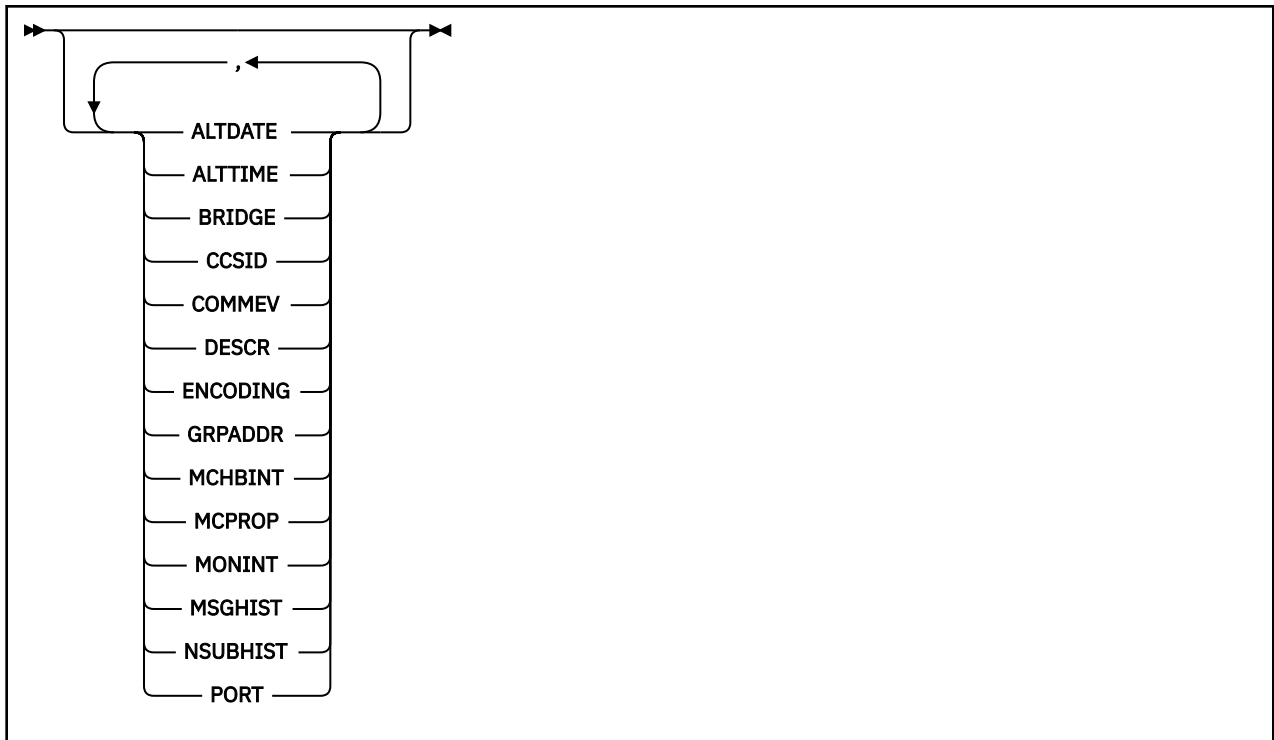 ,
ALTDATE
ALTTIME
BRIDGE
CCSID
COMMEV
DESCR
ENCODING
GRPADDR
MCHBINT
MCPROP
MONINT
MSGHIST
NSUBHIST
PORT